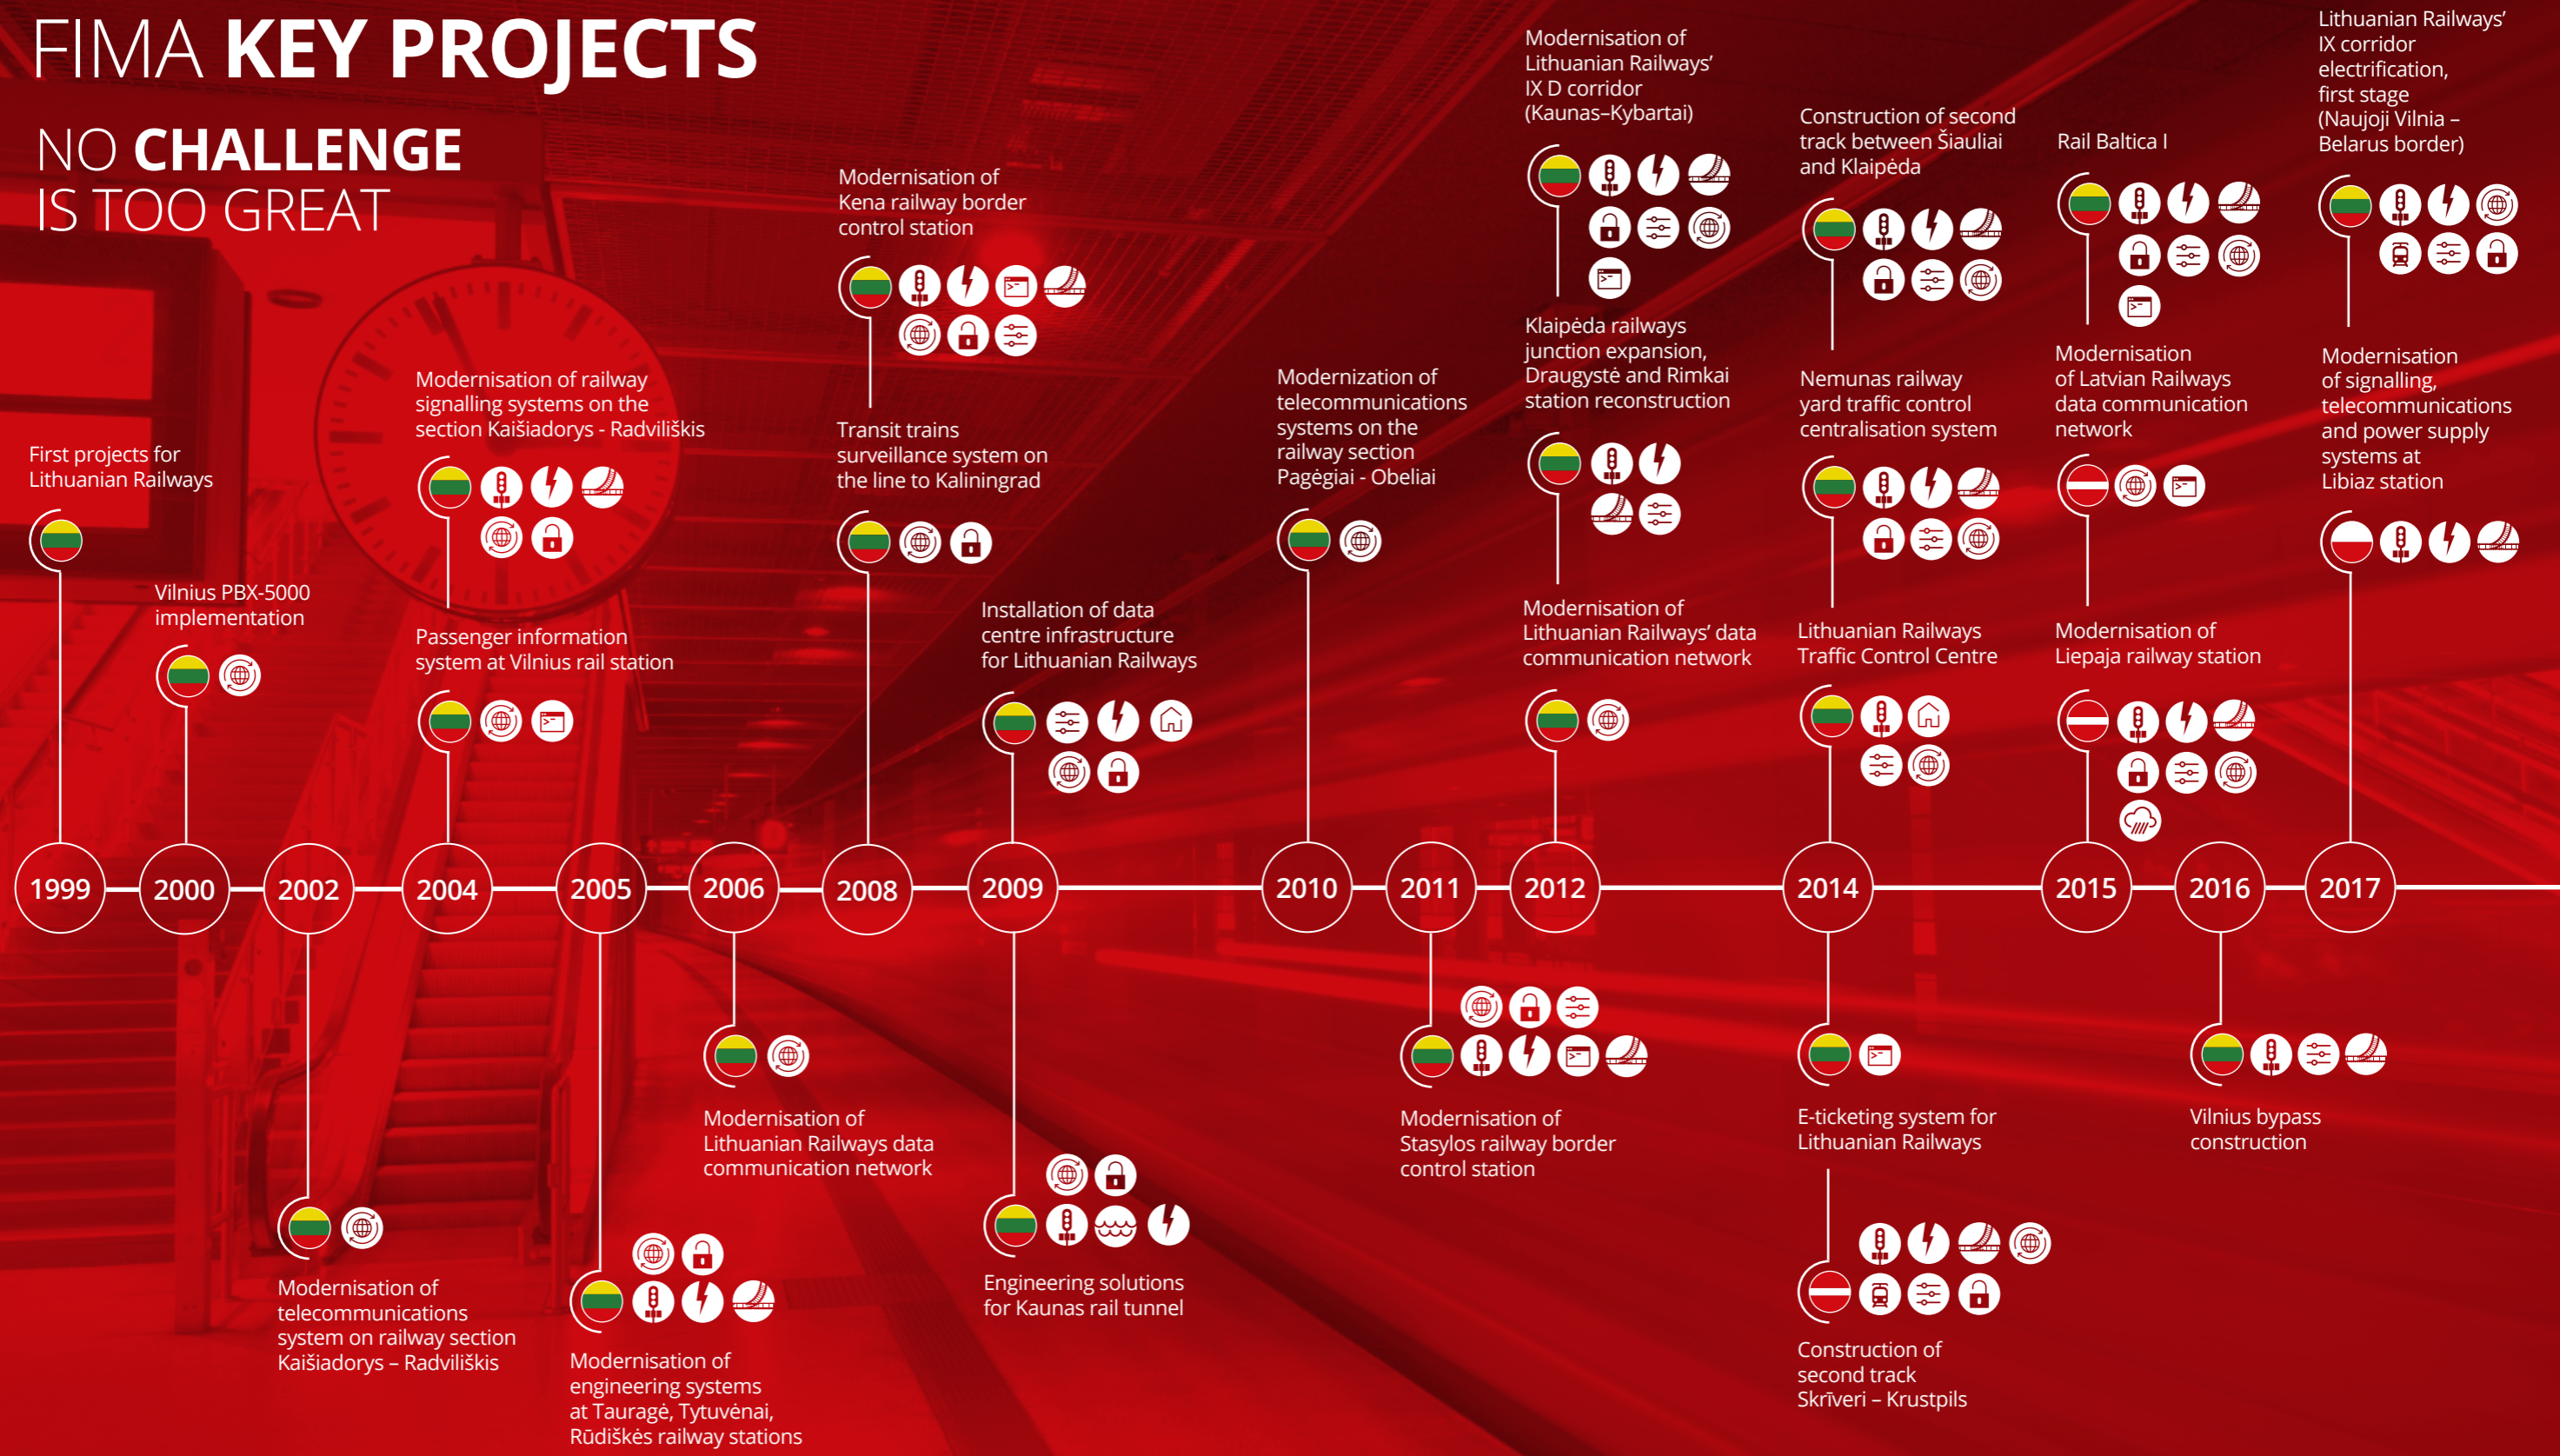 FIMA KEY PROJECTS
NO CHALLENGE
IS TOO GREAT
First projects for
Lithuanian Railways
Vilnius PBX-5000
implementation
Modernisation of railway
signalling systems on the
section Kaišiadorys - Radviliškis
Passenger information
system at Vilnius rail station
Modernisation of
Kena railway border
control station
Transit trains
surveillance system on
the line to Kaliningrad
Installation of data
centre infrastructure
for Lithuanian Railways
Modernization of
telecommunications
systems on the
railway section
Pagėgiai - Obeliai
Modernisation of
Lithuanian Railways’
IX D corridor
(Kaunas–Kybartai)
Klaipėda railways
junction expansion,
Draugystė and Rimkai
station reconstruction
Modernisation of
Lithuanian Railways’ data
communication network
Construction of second
track between Šiauliai
and Klaipėda
Nemunas railway
yard traffic control
centralisation system
Lithuanian Railways
Traffic Control Centre
Rail Baltica I
Modernisation
of Latvian Railways
data communication
network
Modernisation of
Liepaja railway station
Lithuanian Railways’
IX corridor
electrification,
first stage
(Naujoji Vilnia –
Belarus border)
Modernisation
of signalling,
telecommunications
and power supply
systems at
Libiaz station
1999
2000
2002
2004
2005
2006
2008
2009
2010
2011
2012
2014
2015
2016
2017
Modernisation of
telecommunications
system on railway section
Kaišiadorys – Radviliškis
Modernisation of
engineering systems
at Tauragė, Tytuvėnai,
Rūdiškės railway stations
Modernisation of
Lithuanian Railways data
communication network
Engineering solutions
for Kaunas rail tunnel
Modernisation of
Stasylos railway border
control station
E-ticketing system for
Lithuanian Railways
Construction of
second track
Skrīveri – Krustpils
Vilnius bypass
construction